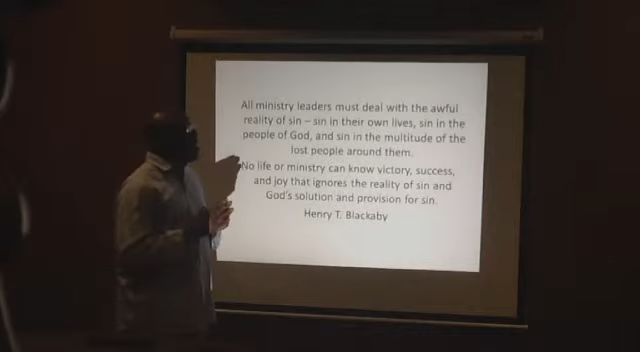 All ministry leaders must deal with the awful
reality of sin – sin in their own lives, sin in the
people of God, and sin in the multitude of the
lost people around them.
No life or ministry can know victory, success,
and joy that ignores the reality of sin and
God's solution and provision for sin.
Henry T. Blackaby